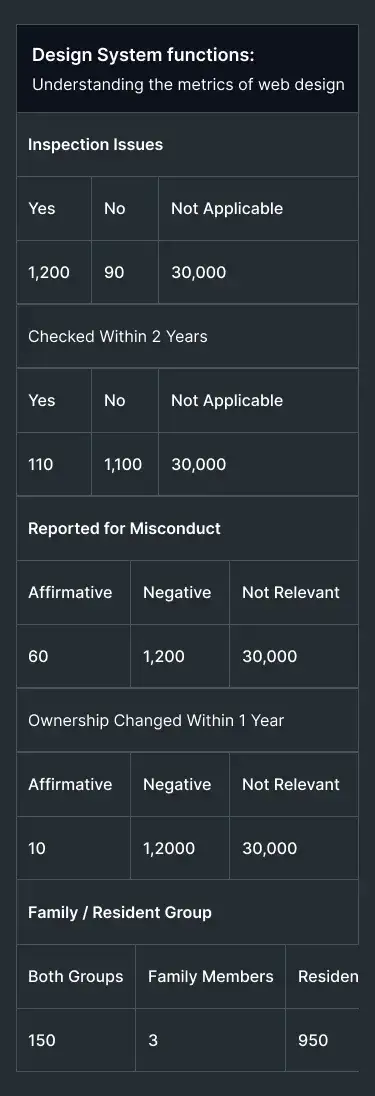 Design System functions:
Understanding the metrics of web design
Inspection Issues
Yes No Not Applicable
1,200 90 30,000
Checked Within 2 Years
Yes No Not Applicable
110 1,100 30,000
Reported for Misconduct
Affirmative Negative Not Relevant
60 1,200 30,000
Ownership Changed Within 1 Year
Affirmative Negative Not Relevant
10 1,2000 30,000
Family / Resident Group
Both Groups Family Members Residen
150 3 950